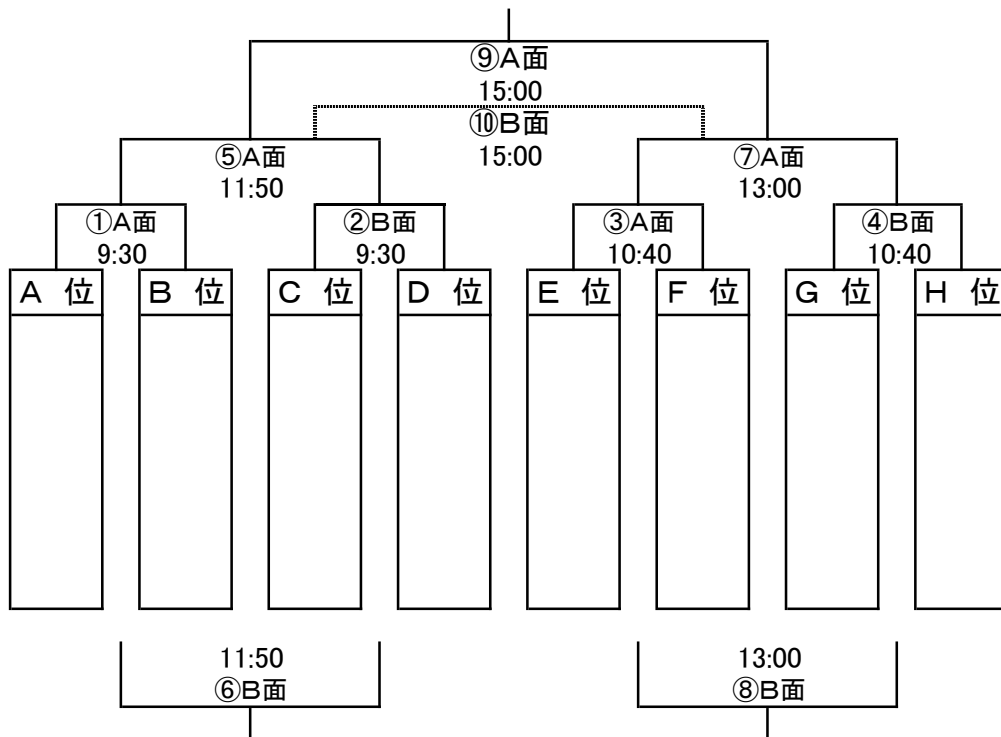 ⑨A面
15:00
⑩B面
15:00
⑤A面
11:50
⑦A面
13:00
①A面
9:30
②B面
9:30
③A面
10:40
④B面
10:40
A 位
B 位
C 位
D 位
E 位
F 位
G 位
H 位
11:50
⑥B面
13:00
⑧B面